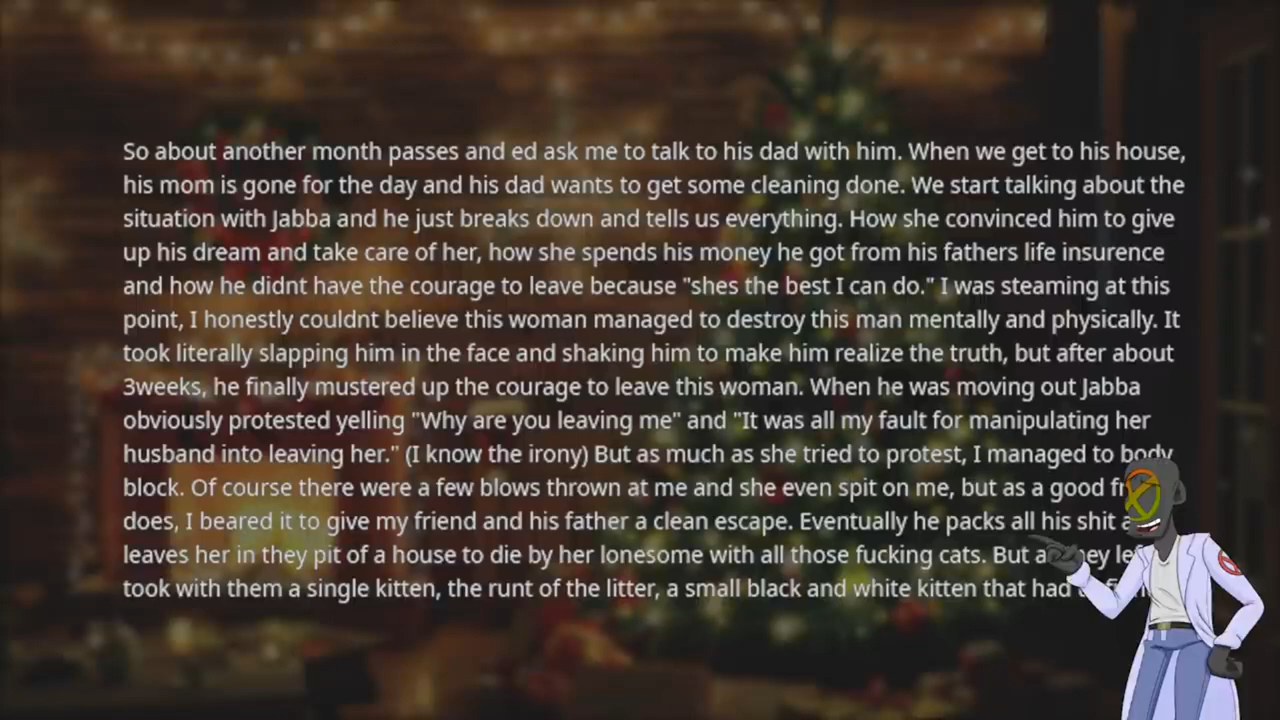 So about another month passes and ed ask me to talk to his dad with him. When we get to his house,
his mom is gone for the day and his dad wants to get some cleaning done. We start talking about the
situation with Jabba and he just breaks down and tells us everything. How she convinced him to give
up his dream and take care of her, how she spends his money he got from his fathers life insurence
and how he didnt have the courage to leave because "shes the best I can do." I was steaming at this
point, I honestly couldnt believe this woman managed to destroy this man mentally and physically. It
took literally slapping him in the face and shaking him to make him realize the truth, but after about
3weeks, he finally mustered up the courage to leave this woman. When he was moving out Jabba
obviously protested yelling "Why are you leaving me" and "It was all my fault for manipulating her
husband into leaving her." (I know the irony) But as much as she tried to protest, I managed to body
block. Of course there were a few blows thrown at me and she even spit on me, but as a good
does, I beared it to give my friend and his father a clean escape. Eventually he packs all his shit
leaves her in they pit of a house to die by her lonesome with all those fucking cats. But
took with them a single kitten, the runt of the litter, a small black and white kitten that had